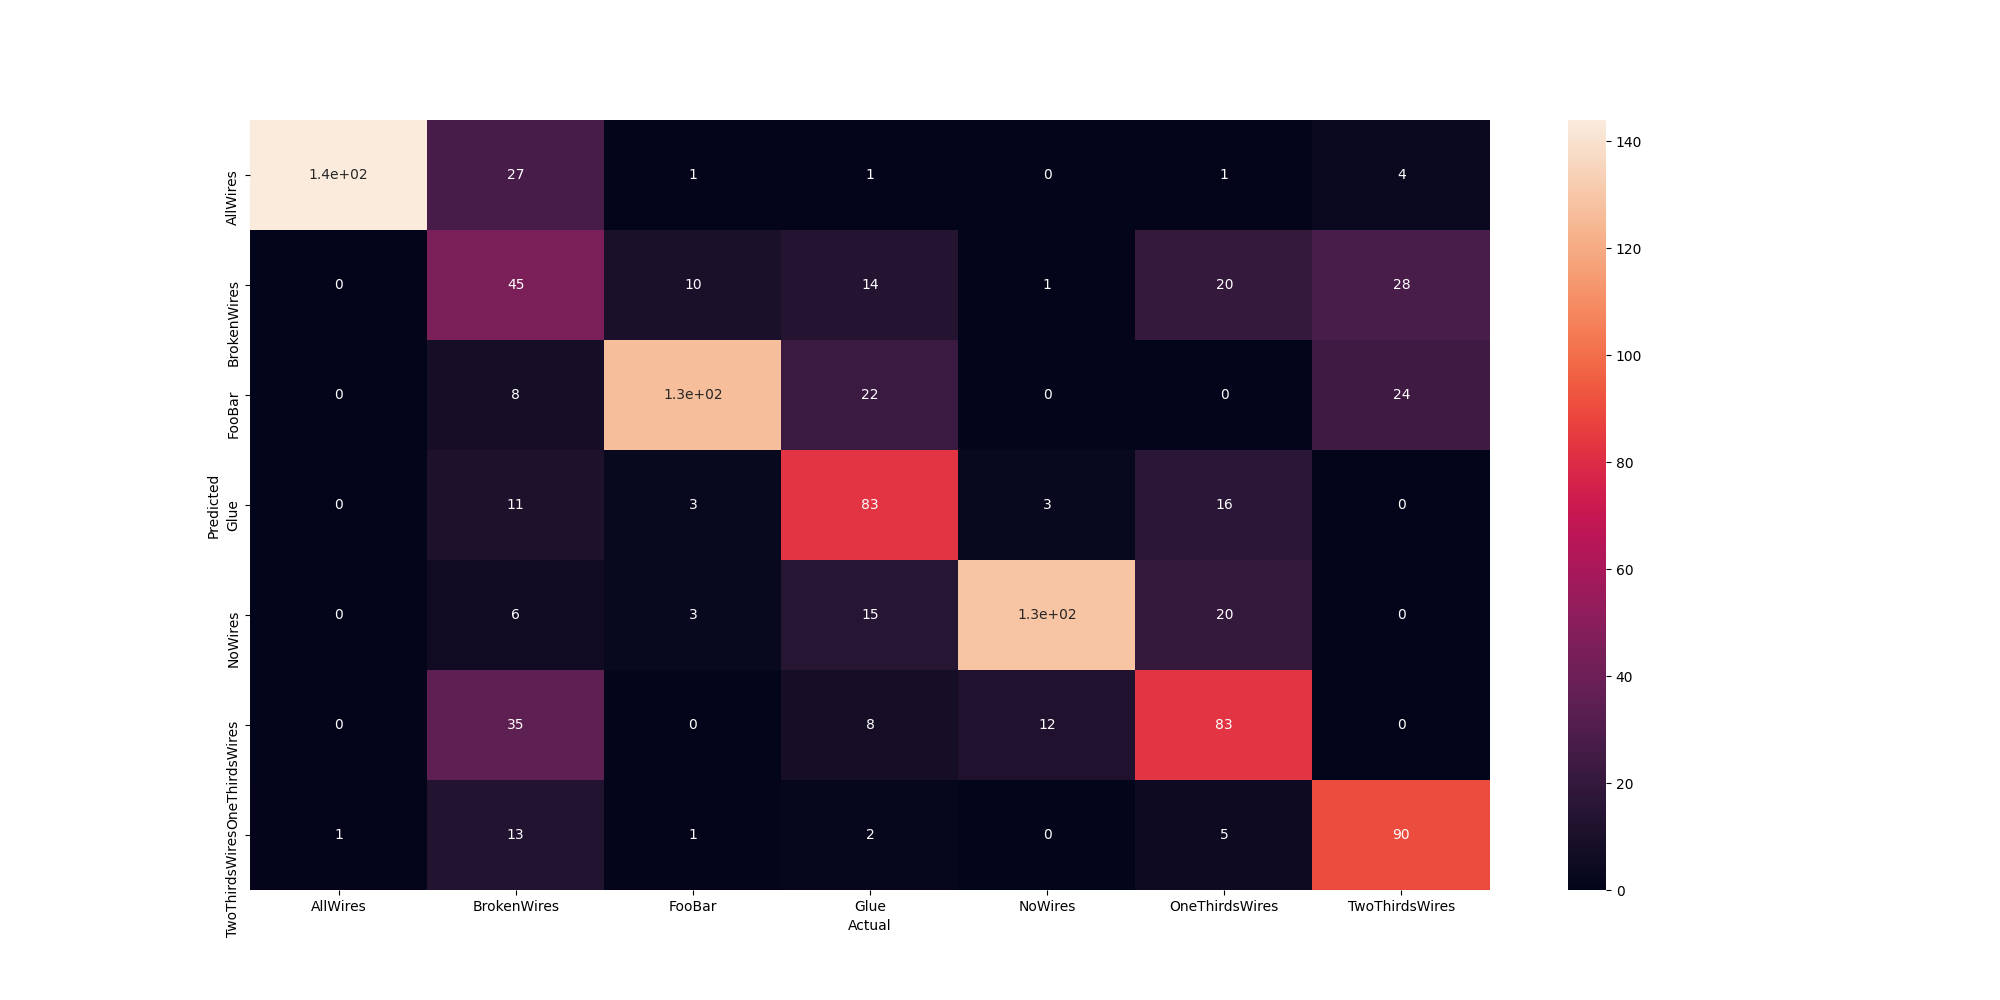 140
AllWires 1.4e+02 27 1 1 0 1 4
120
BrokenWires 0 45 10 14 1 20 28
100
FooBar 0 8 1.3e+02 22 0 0 24
80
Predicted
Glue 0 11 3 83 3 16 0
60
NoWires 0 6 3 15 1.3e+02 20 0
40
OneThirdsWires 0 35 0 8 12 83 0
20
TwoThirdsWires 1 13 1 2 0 5 90
0
AllWires BrokenWires FooBar Glue NoWires OneThirdsWires TwoThirdsWires
Actual